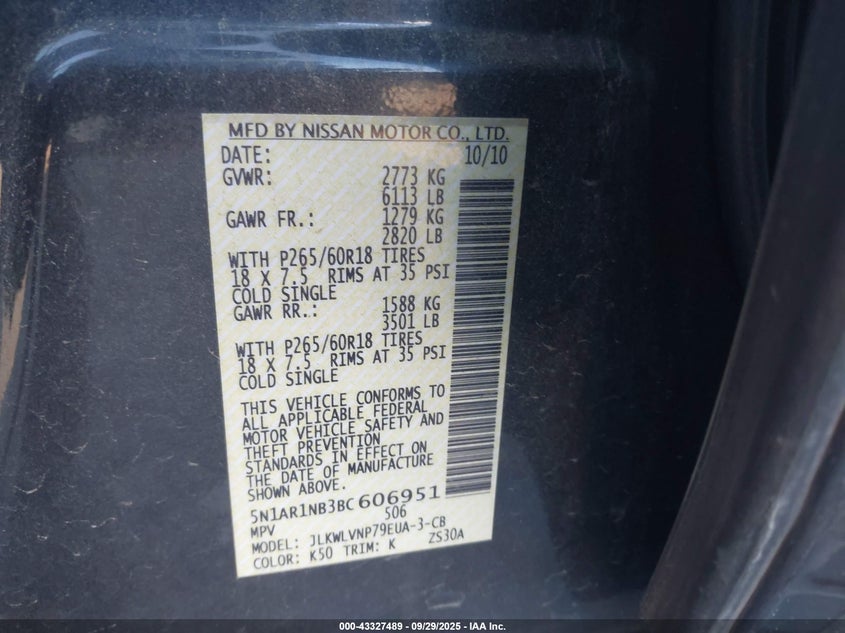 MFD BY NISSAN MOTOR CO., LTD.
DATE: 10/10
GVWR: 2773 KG
6113 LB
GAWR FR.: 1279 KG
2820 LB
WITH P265/60R18 TIRES
18 X 7.5 RIMS AT 35 PSI
COLD SINGLE
GAWR RR.: 1588 KG
3501 LB
WITH P265/60R18 TIRES
18 X 7.5 RIMS AT 35 PSI
COLD SINGLE
THIS VEHICLE CONFORMS TO
ALL APPLICABLE FEDERAL
MOTOR VEHICLE SAFETY AND
THEFT PREVENTION
STANDARDS IN EFFECT ON
THE DATE OF MANUFACTURE
SHOWN ABOVE.
5N1AR1NB3BC 606951
MPV 506
MODEL: JLKWLVNP79EUA-3-CB
COLOR: K50 TRIM: K ZS30A
000-43327489 - 09/29/2025 - IAA Inc.